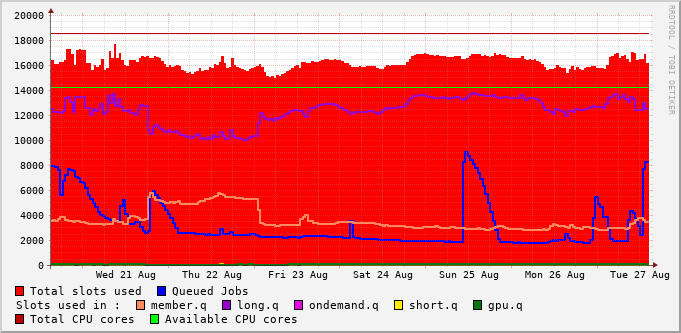 20000
18000
16000
14000
12000
10000
8000
6000
4000
2000
0
Wed 21 Aug Thu 22 Aug Fri 23 Aug Sat 24 Aug Sun 25 Aug Mon 26 Aug Tue 27 Aug
RRDTOOL / TOBI OETIKER
Total slots used Queued Jobs
Slots used in : member.q long.q ondemand.q short.q gpu.q
Total CPU cores Available CPU cores